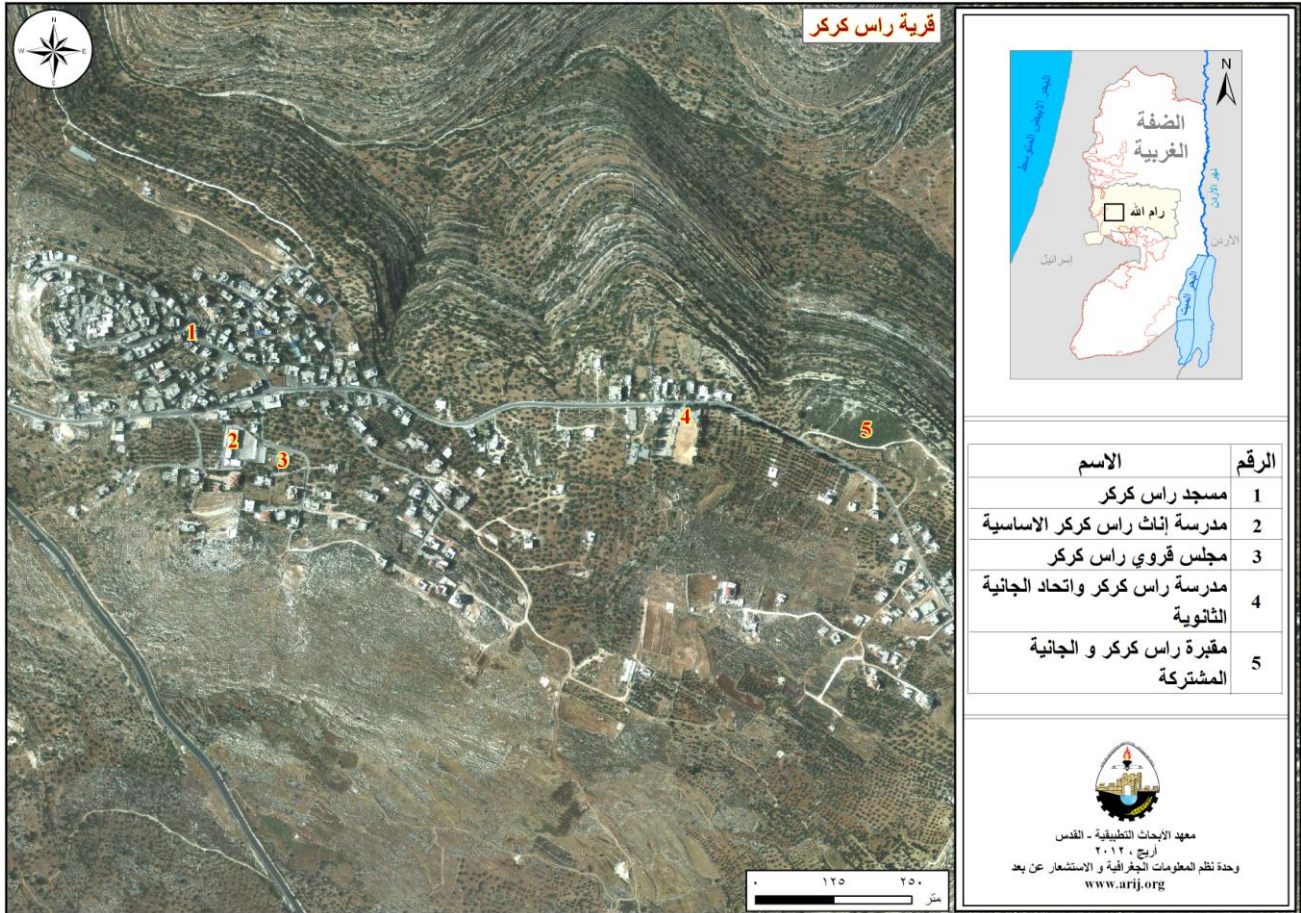 قرية راس كركر
N
W
E
S
1
2
3
4
5
٠ ١٢٥ ٢٥٠
متر
N
البحر الابيض المتوسط
الضفة
الغربية
نهر الاردن
رام الله
الأردن
إسرائيل
البحر الميت
الرقم الاسم
1 مسجد راس كركر
2 مدرسة إناث راس كركر الاساسية
3 مجلس قروي راس كركر
4 مدرسة راس كركر واتحاد الجانية
الثانوية
5 مقبرة راس كركر و الجانية
المشتركة
معهد الأبحاث التطبيقية - القدس
أريج ، ٢٠١٢
وحدة نظم المعلومات الجغرافية و الاستشعار عن بعد
www.arij.org